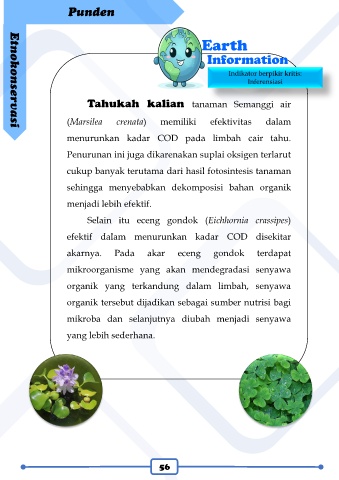 Punden
Etnokonservasi
Earth
Information
Indikator berpikir kritis:
Inferensiasi
Tahukah kalian tanaman Semanggi air
(Marsilea crenata) memiliki efektivitas dalam
menurunkan kadar COD pada limbah cair tahu.
Penurunan ini juga dikarenakan suplai oksigen terlarut
cukup banyak terutama dari hasil fotosintesis tanaman
sehingga menyebabkan dekomposisi bahan organik
menjadi lebih efektif.
Selain itu eceng gondok (Eichhornia crassipes)
efektif dalam menurunkan kadar COD disekitar
akarnya. Pada akar eceng gondok terdapat
mikroorganisme yang akan mendegradasi senyawa
organik yang terkandung dalam limbah, senyawa
organik tersebut dijadikan sebagai sumber nutrisi bagi
mikroba dan selanjutnya diubah menjadi senyawa
yang lebih sederhana.
56